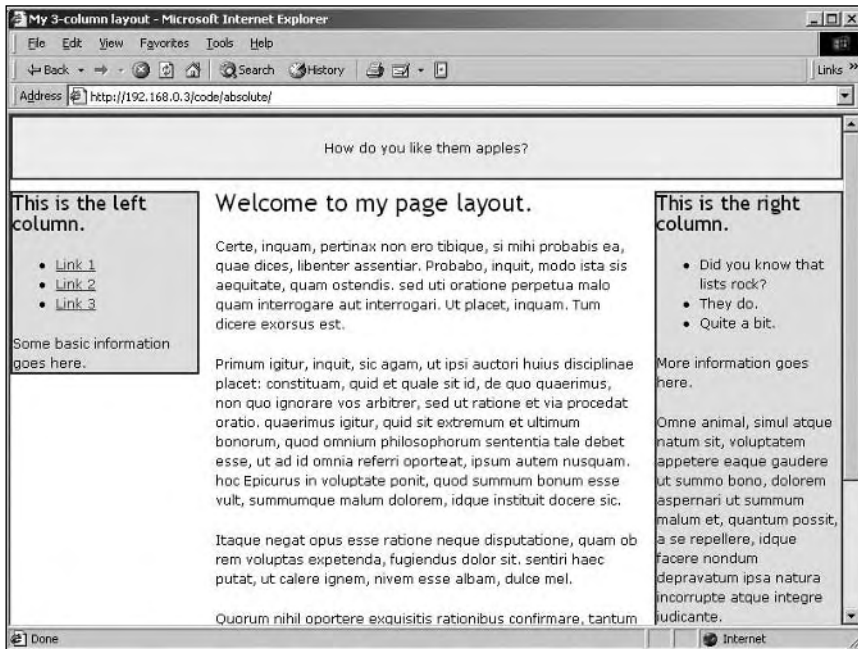 My 3-column layout - Microsoft Internet Explorer
File Edit View Favorites Tools Help
Back Search History Links »
Address http://192.168.0.3/code/absolute/
How do you like them apples?
This is the left
column.
• Link 1
• Link 2
• Link 3
Some basic information
goes here.
Welcome to my page layout.
Certe, inquam, pertinax non ero tibique, si mihi probabis ea,
quae dices, libenter assentiar. Probabo, inquit, modo ista sis
aequitate, quam ostendis. sed uti oratione perpetua malo
quam interrogare aut interrogari. Ut placet, inquam. Tum
dicere exorsus est.
Primum igitur, inquit, sic agam, ut ipsi auctori huius disciplinae
placet: constituam, quid et quale sit id, de quo quaerimus,
non quo ignorare vos arbitrer, sed ut ratione et via procedat
oratio. quaerimus igitur, quid sit extremum et ultimum
bonorum, quod omnium philosophorum sententia tale debet
esse, ut ad id omnia referri oporteat, ipsum autem nusquam.
hoc Epicurus in voluptate ponit, quod summum bonum esse
vult, summumque malum dolorem, idque instituit docere sic.
Itaque negat opus esse ratione neque disputatione, quam ob
rem voluptas expetenda, fugiendus dolor sit. sentiri haec
putat, ut calere ignem, nivem esse albam, dulce mel.
Quorum nihil oportere exquisitis rationibus confirmare, tantum
This is the right
column.
• Did you know that
lists rock?
• They do.
• Quite a bit.
More information goes
here.
Omne animal, simul atque
natum sit, voluptatem
appetere eaque gaudere
ut summo bono, dolorem
aspernari ut summum
malum et, quantum possit,
a se repellere, idque
facere nondum
depravatum ipsa natura
incorrupte atque integre
iudicante.
Done Internet